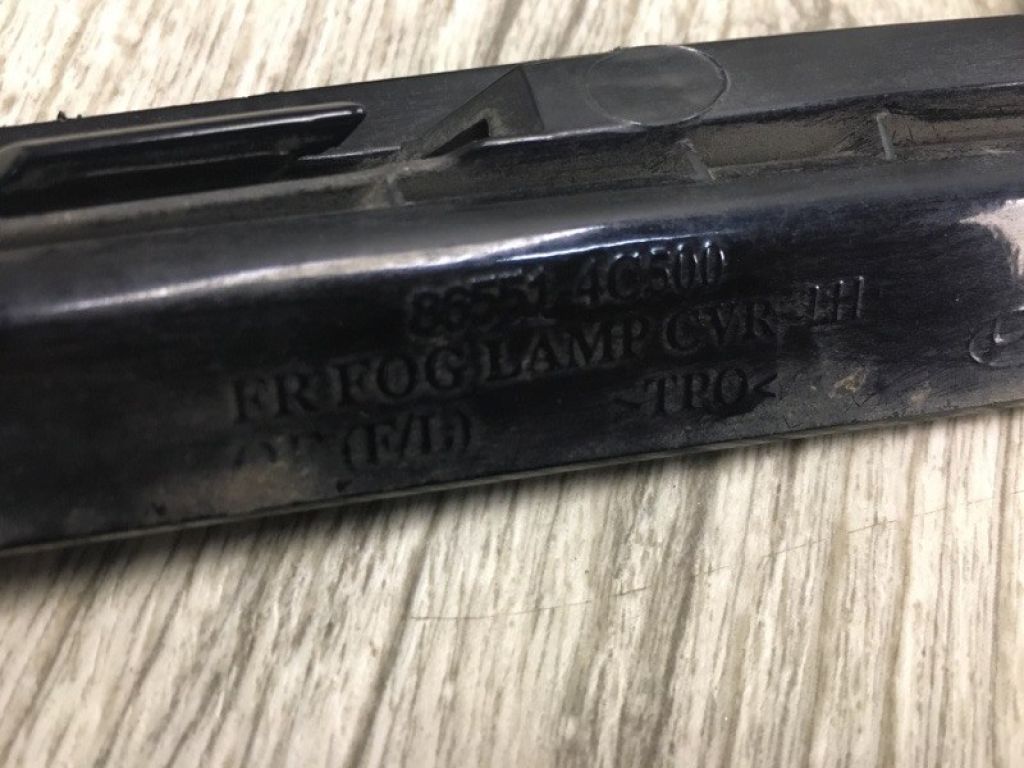 86551 4C500
FR FOG LAMP CVR-LH
>TPO<
(F/L)